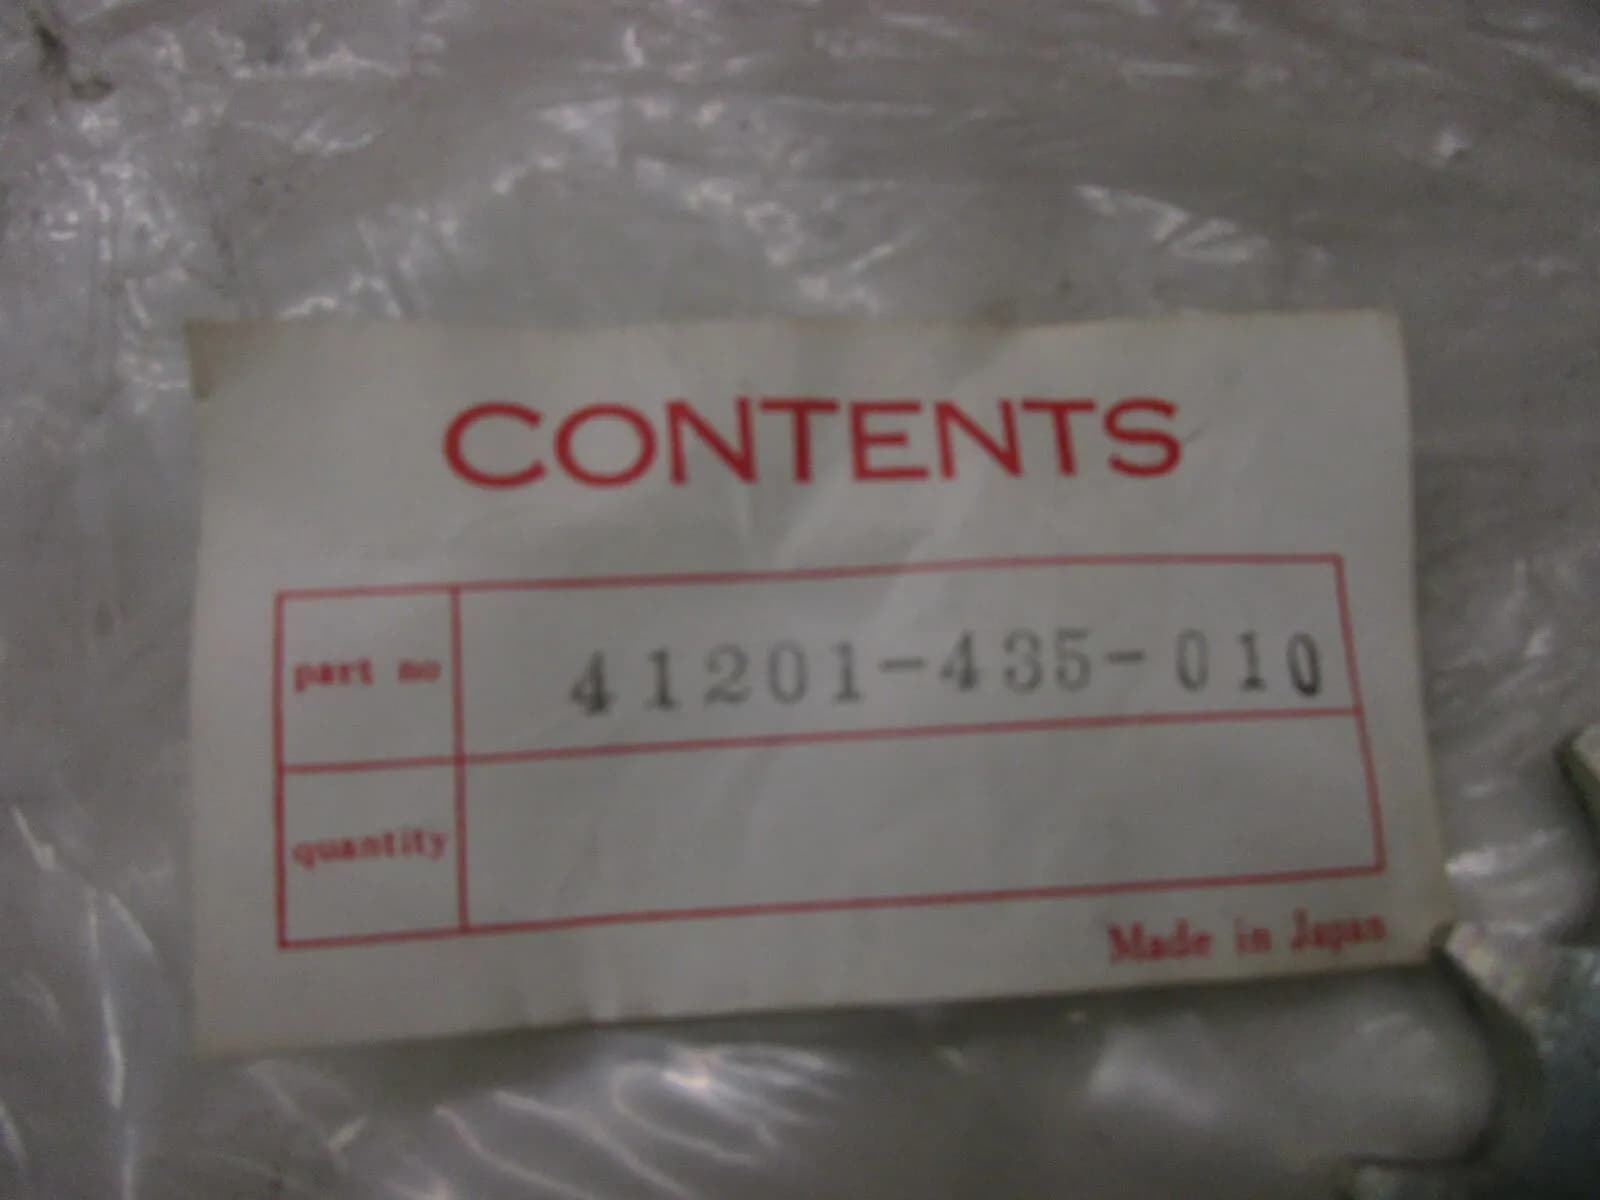 CONTENTS
part no 41201-435-010
quantity
Made in Japan